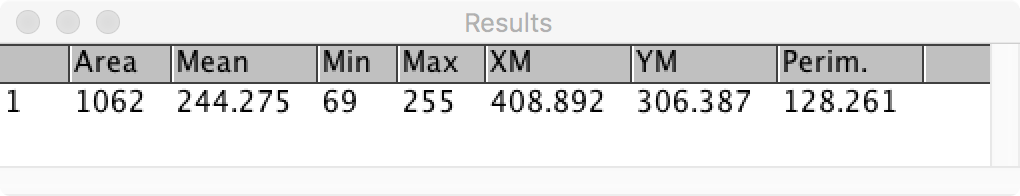 Results
Area Mean Min Max XM YM Perim.
1 1062 244.275 69 255 408.892 306.387 128.261